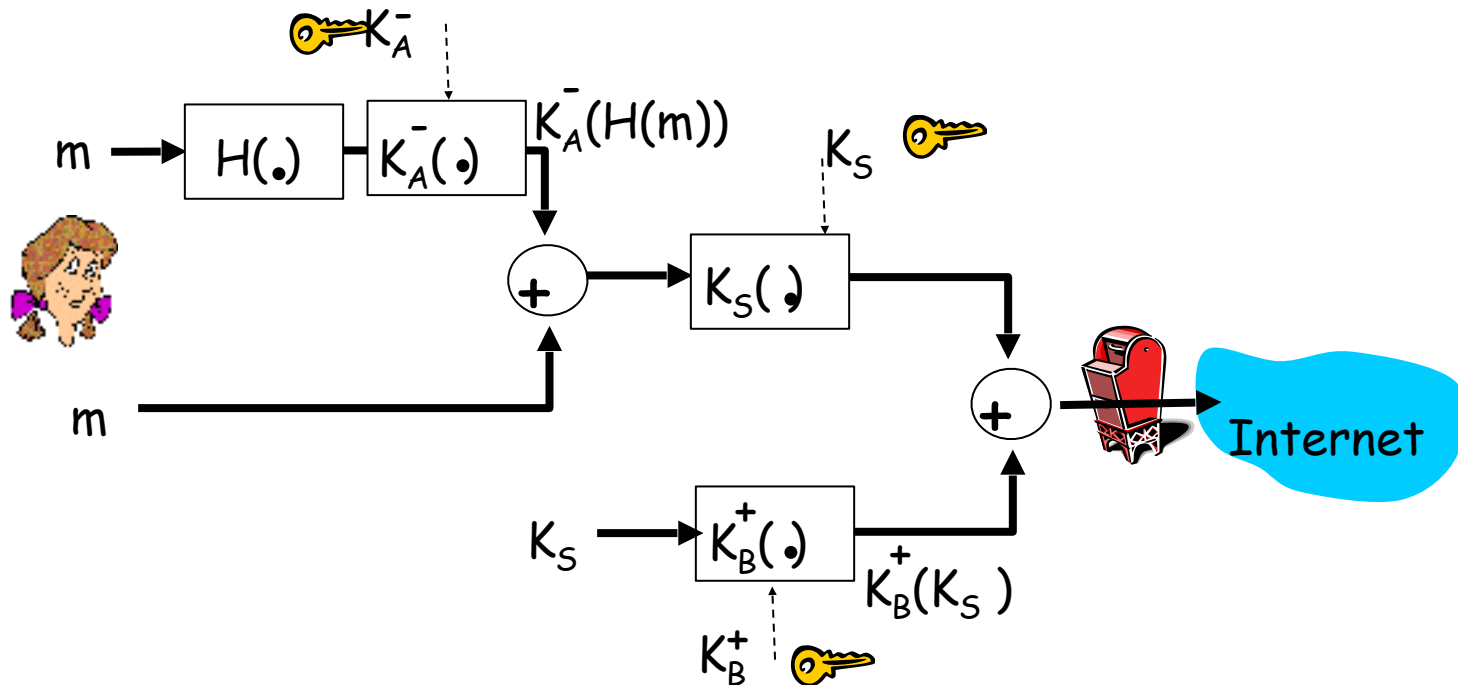 K_A^-
m
H(.)
K_A^-(.)
K_A^-(H(m))
K_S
+
K_S(.)
m
+
Internet
K_S
K_B^+(.)
K_B^+(K_S )
K_B^+